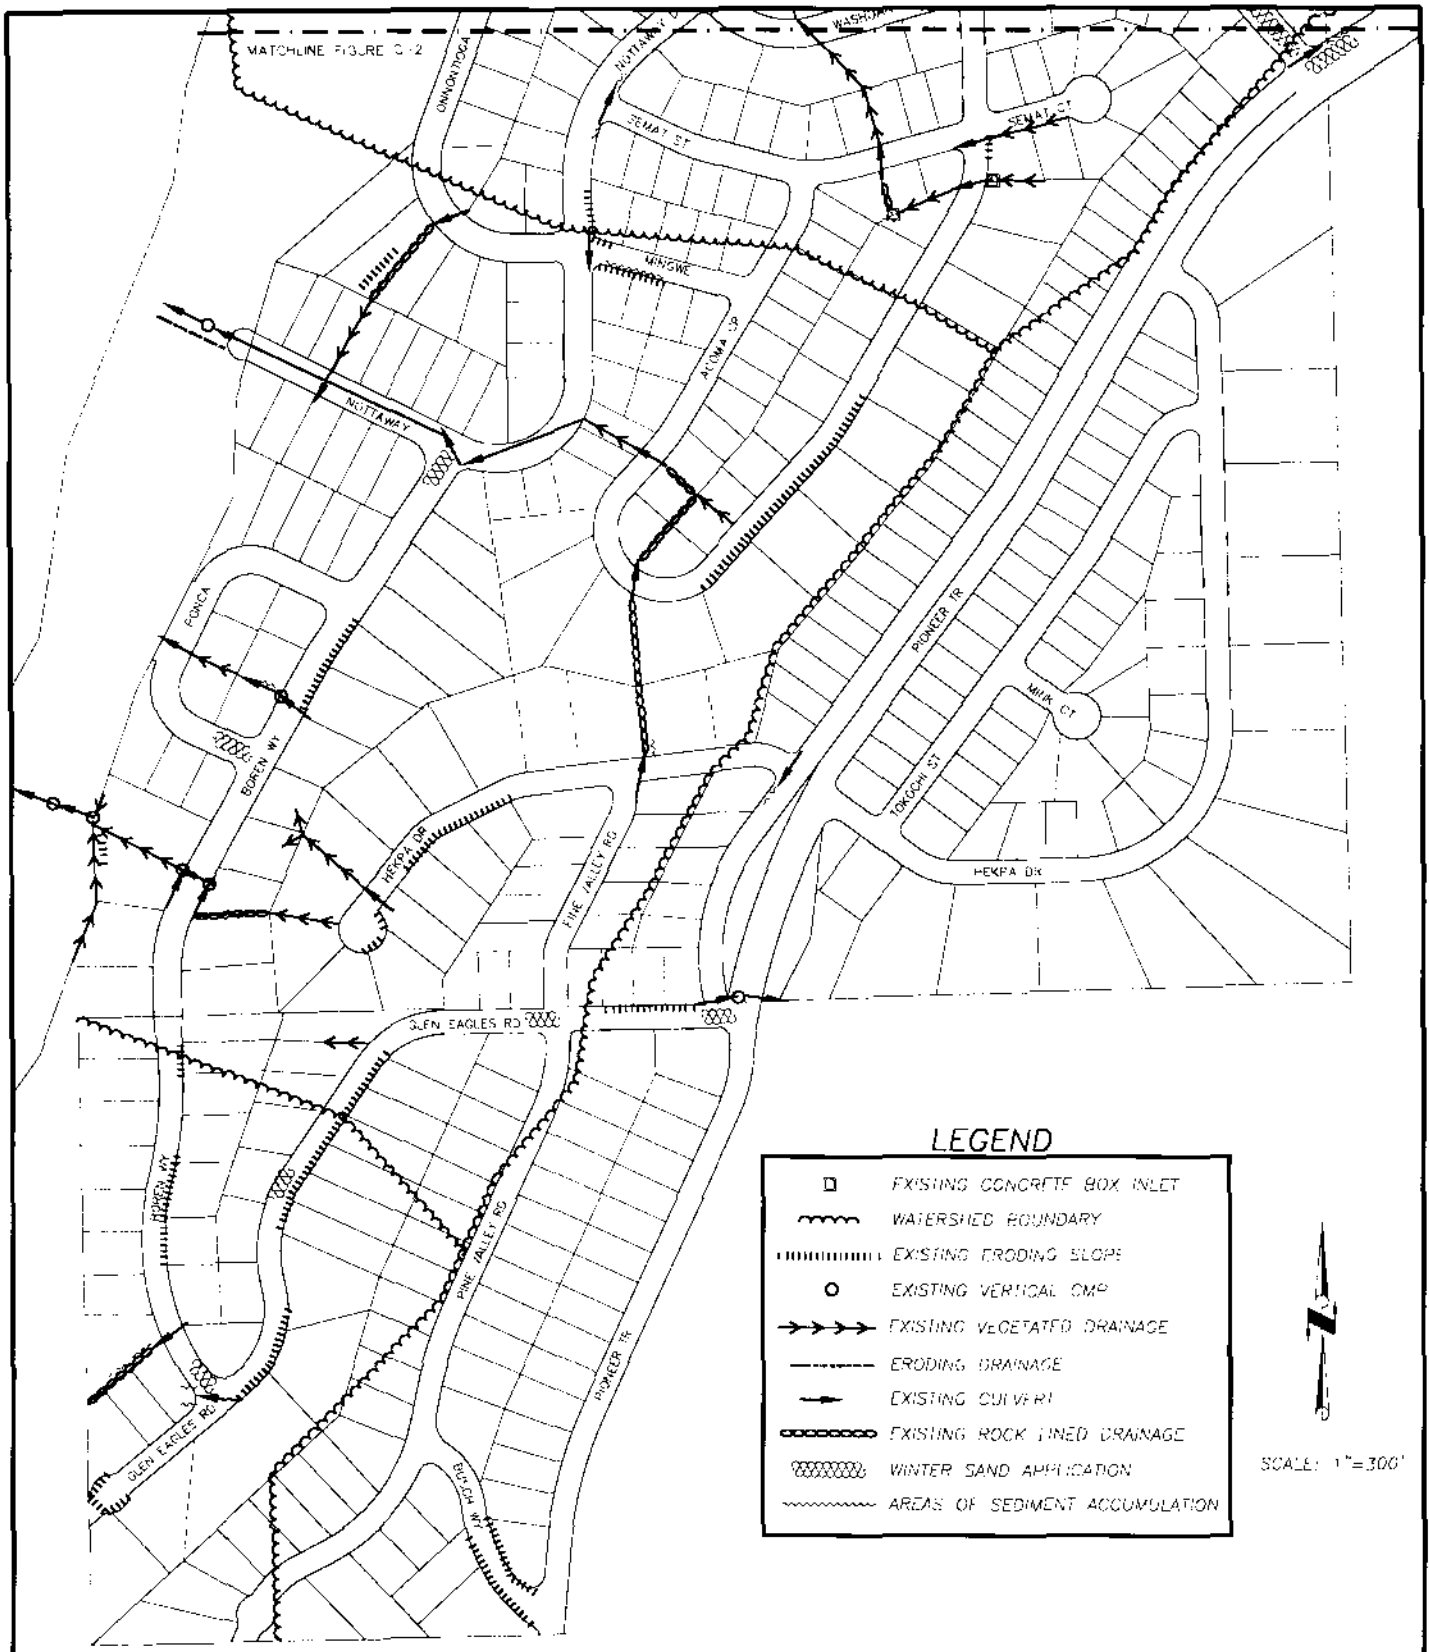 WASHOAN
MATCHLINE FIGURE C-2
ONNONTIOGA
NOTTAWAY D
SEMAT ST
SEMAT CT
MINGWE
ACOMA CR
NOTTAWAY
PONCA
BOREN WY
PIONEER TR
MINK CT
TOKOCHI ST
HEKPA DR
HEKPA DR
PINE VALLEY RD
GLEN EAGLES RD
BOREN WY
PINE VALLEY RD
PIONEER TR
GLEN EAGLES RD
WY
LEGEND
EXISTING CONCRETE BOX INLET
WATERSHED BOUNDARY
EXISTING ERODING SLOPE
EXISTING VERTICAL CMP
EXISTING VEGETATED DRAINAGE
ERODING DRAINAGE
EXISTING CULVERT
EXISTING ROCK LINED DRAINAGE
WINTER SAND APPLICATION
AREAS OF SEDIMENT ACCUMULATION
SCALE: 1"=300'